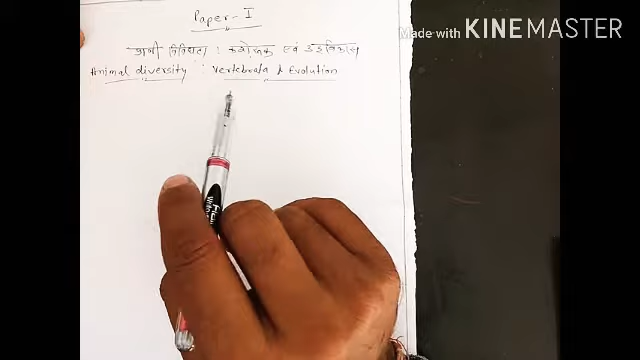 Paper - I
प्राणी विविधता : कशेरुक एवं उद्विकास
Animal diversity : Vertebrata & Evolution
Made with KINEMASTER